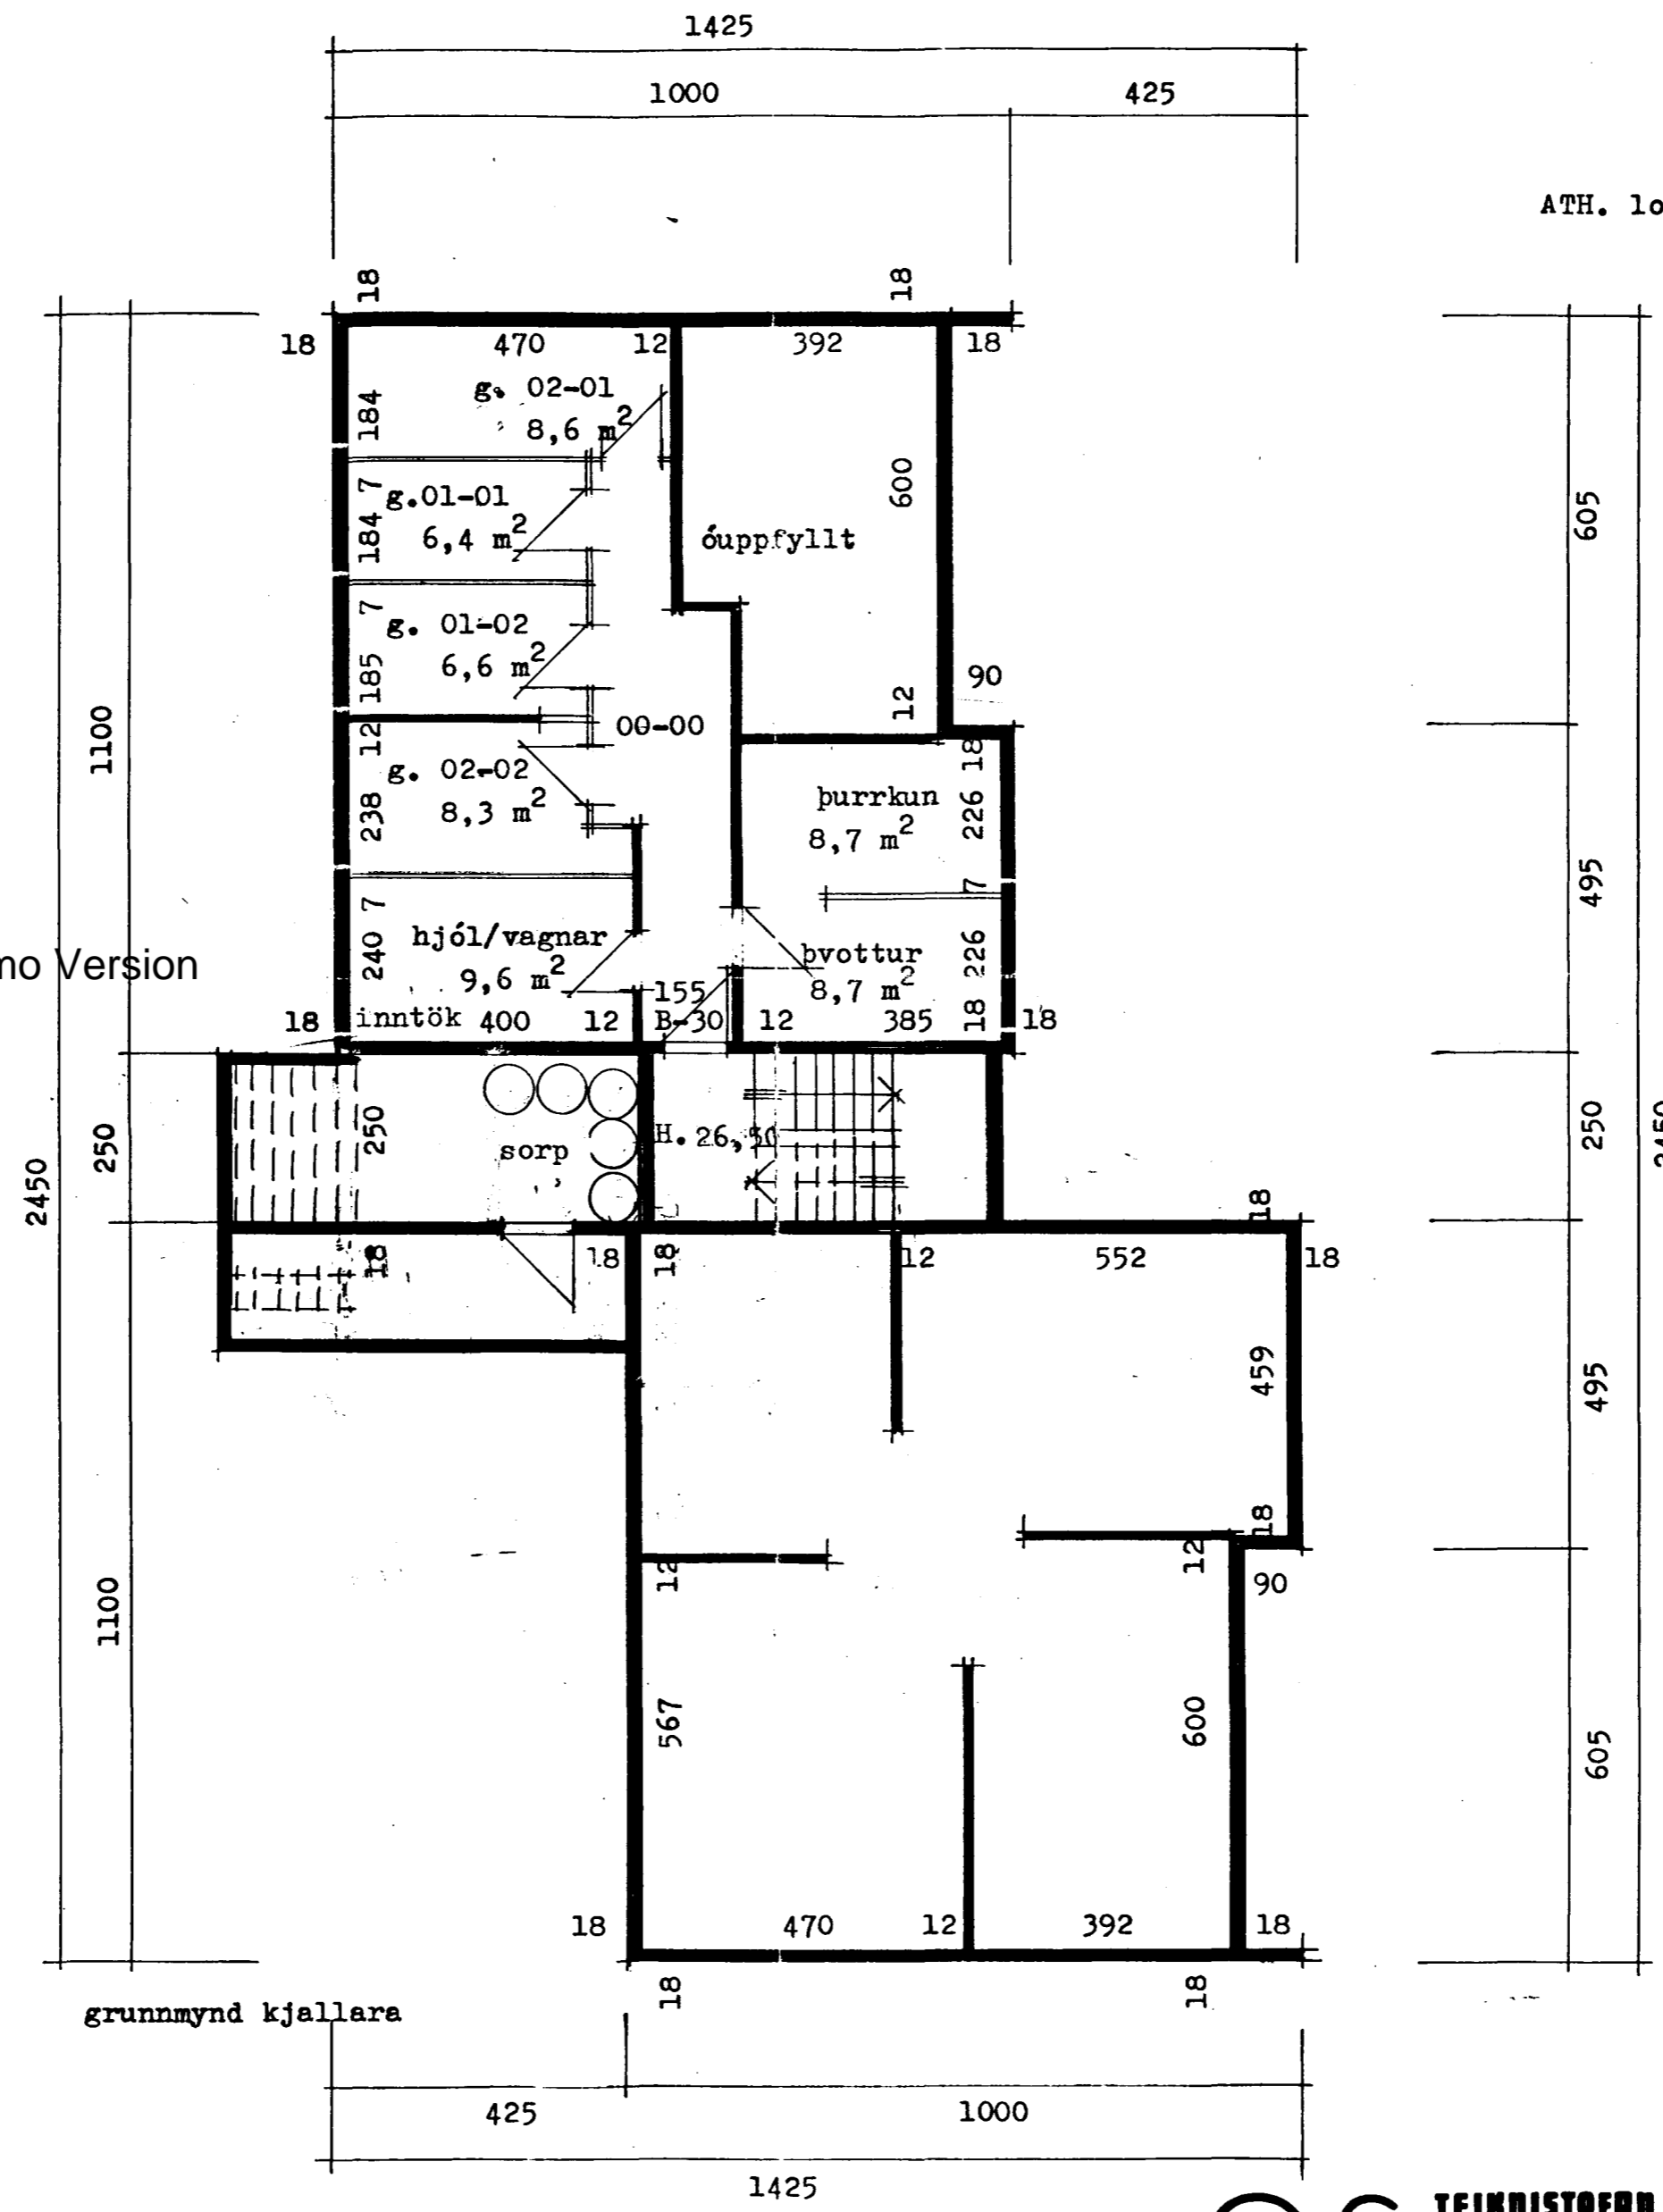 1425
1000 425
ATH. lo
18 18
18 470 12 392 18
g. 02-01
8,6 m2
184
7
g.01-01
6,4 m2
184
600
605
óuppfyllt
7
g. 01-02
6,6 m2
185
90
12
1100
00-00
12
18
g. 02-02
8,3 m2
238
þurrkun
8,7 m2
226
495
7
7
hjól/vagnar
9,6 m2
240
þvottur
8,7 m2
226
mo Version
155
18 inntök 400 12 B-30 12 385 18 18
250
250
sorp
H. 26,50
250
2450
18
18
18 18 12 552 18
459
495
18
12
12
90
1100
567
600
605
18 470 12 392 18
18 18
grunnmynd kjallara
425 1000
1425
TEIKNISTOFAN